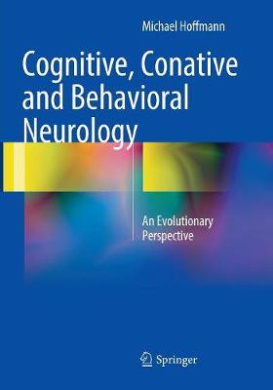 Michael Hoffmann
Cognitive, Conative
and Behavioral
Neurology
An Evolutionary
Perspective
Springer